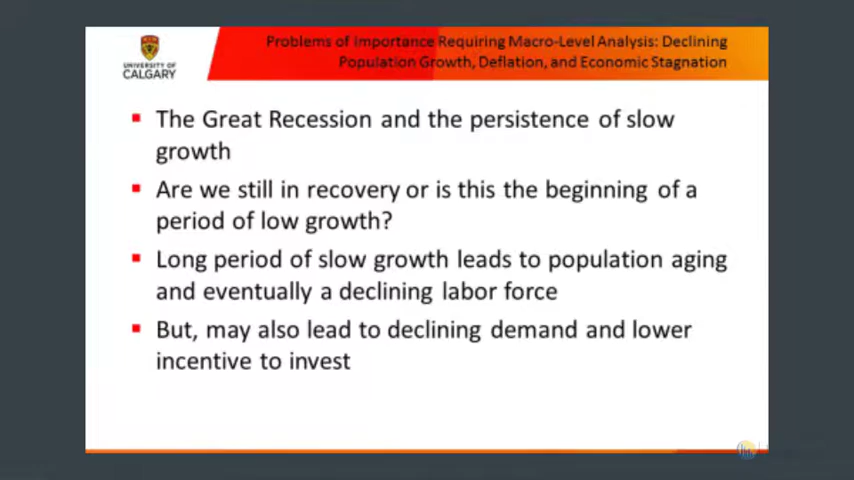 UNIVERSITY OF
CALGARY
Problems of Importance Requiring Macro-Level Analysis: Declining
Population Growth, Deflation, and Economic Stagnation
▪ The Great Recession and the persistence of slow
growth
▪ Are we still in recovery or is this the beginning of a
period of low growth?
▪ Long period of slow growth leads to population aging
and eventually a declining labor force
▪ But, may also lead to declining demand and lower
incentive to invest